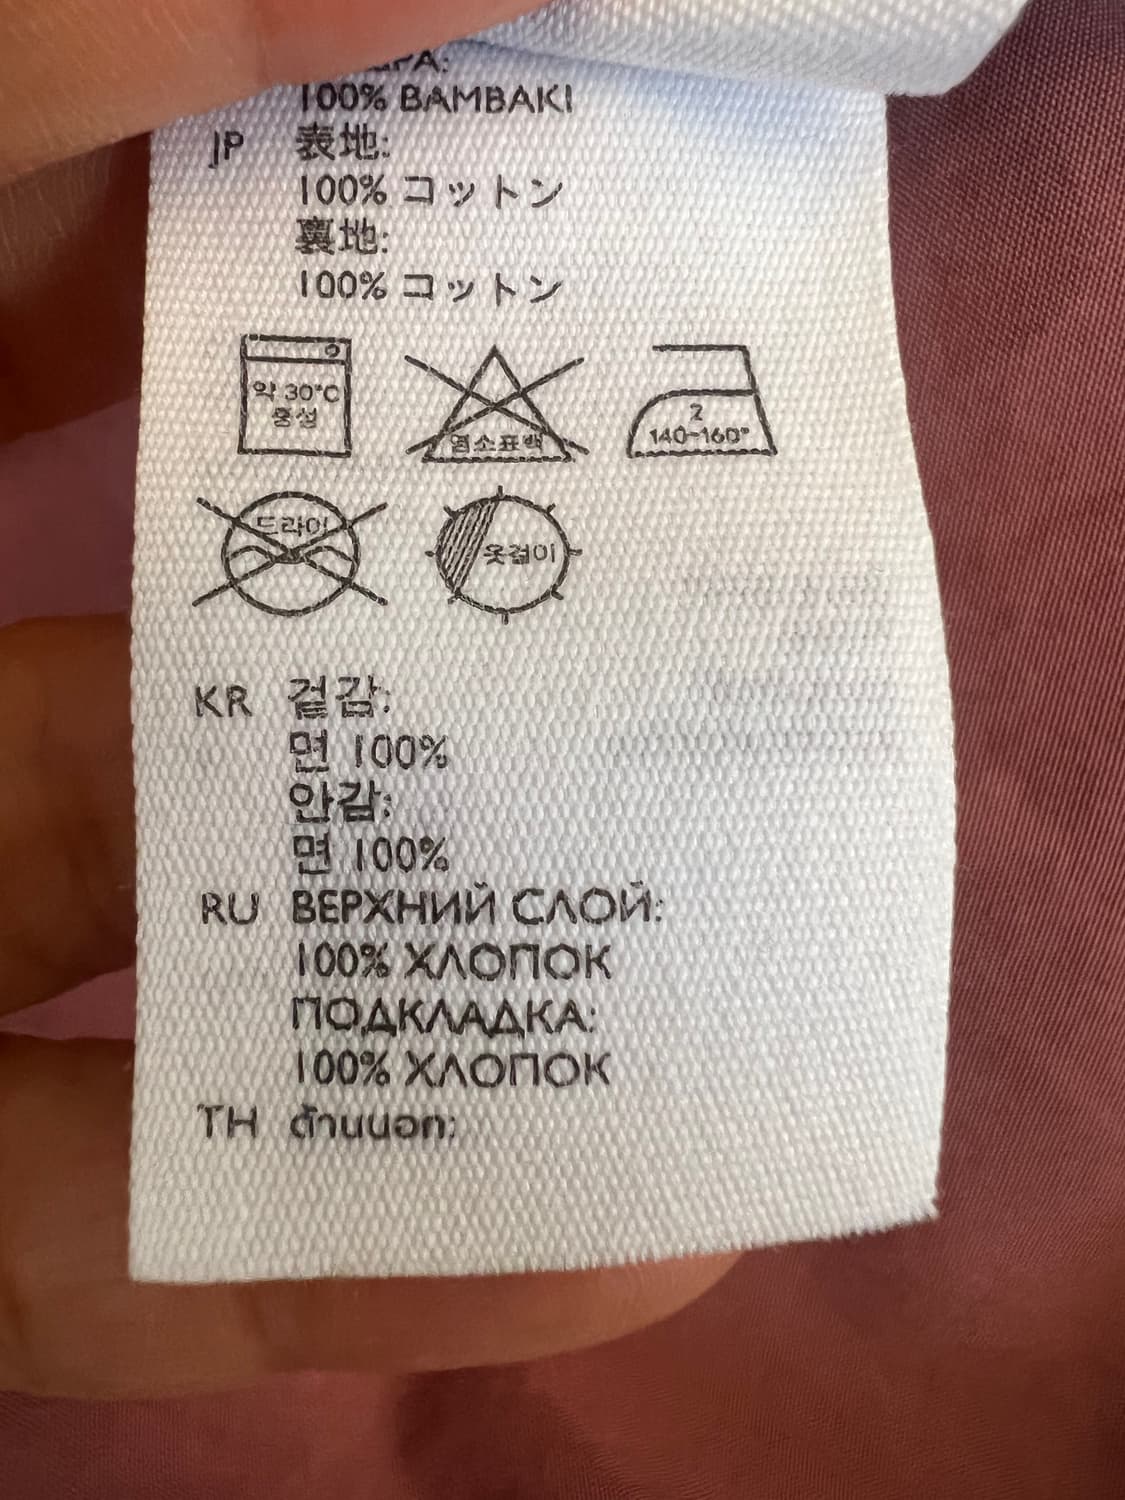 100% BAMBAKI
JP 表地:
100% コットン
裏地:
100% コットン
약 30°C
중성
염소표백
2
140-160°
드라이
옷걸이
KR 겉감:
면 100%
안감:
면 100%
RU ВЕРХНИЙ СЛОЙ:
100% ХЛОПОК
ПОДКЛАДКА:
100% ХЛОПОК
TH ด้านนอก: